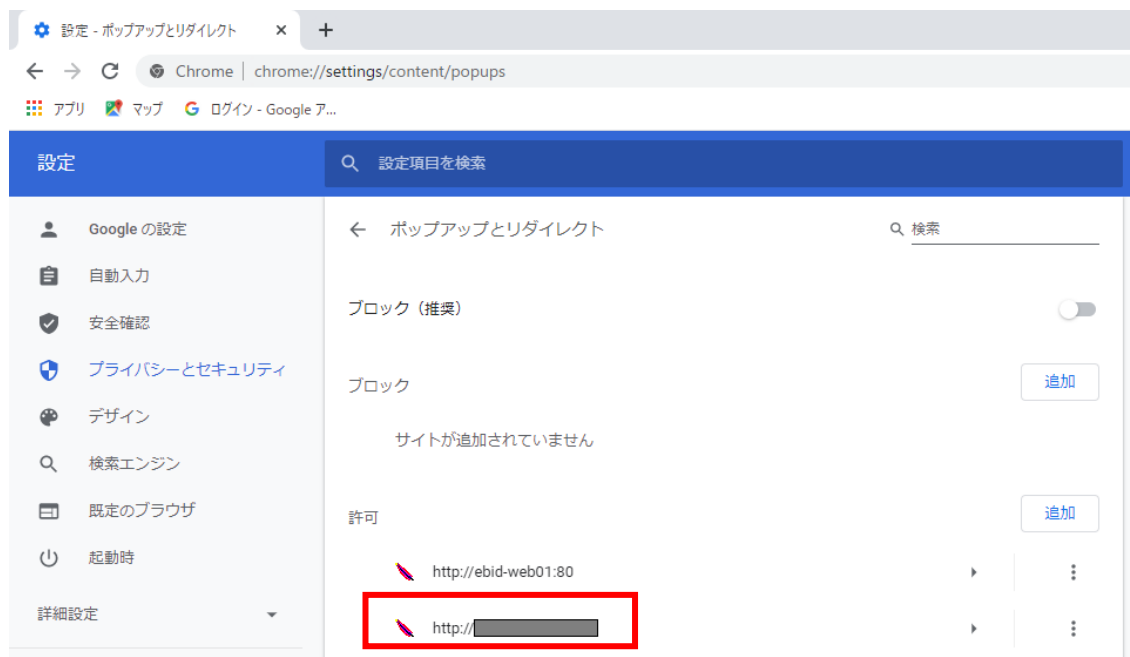 設定 - ポップアップとリダイレクト
Chrome | chrome://settings/content/popups
アプリ マップ ログイン - Google ア...
設定
設定項目を検索
Google の設定
自動入力
安全確認
プライバシーとセキュリティ
デザイン
検索エンジン
既定のブラウザ
起動時
詳細設定
ポップアップとリダイレクト
検索
ブロック（推奨）
ブロック
追加
サイトが追加されていません
許可
追加
http://ebid-web01:80
http://